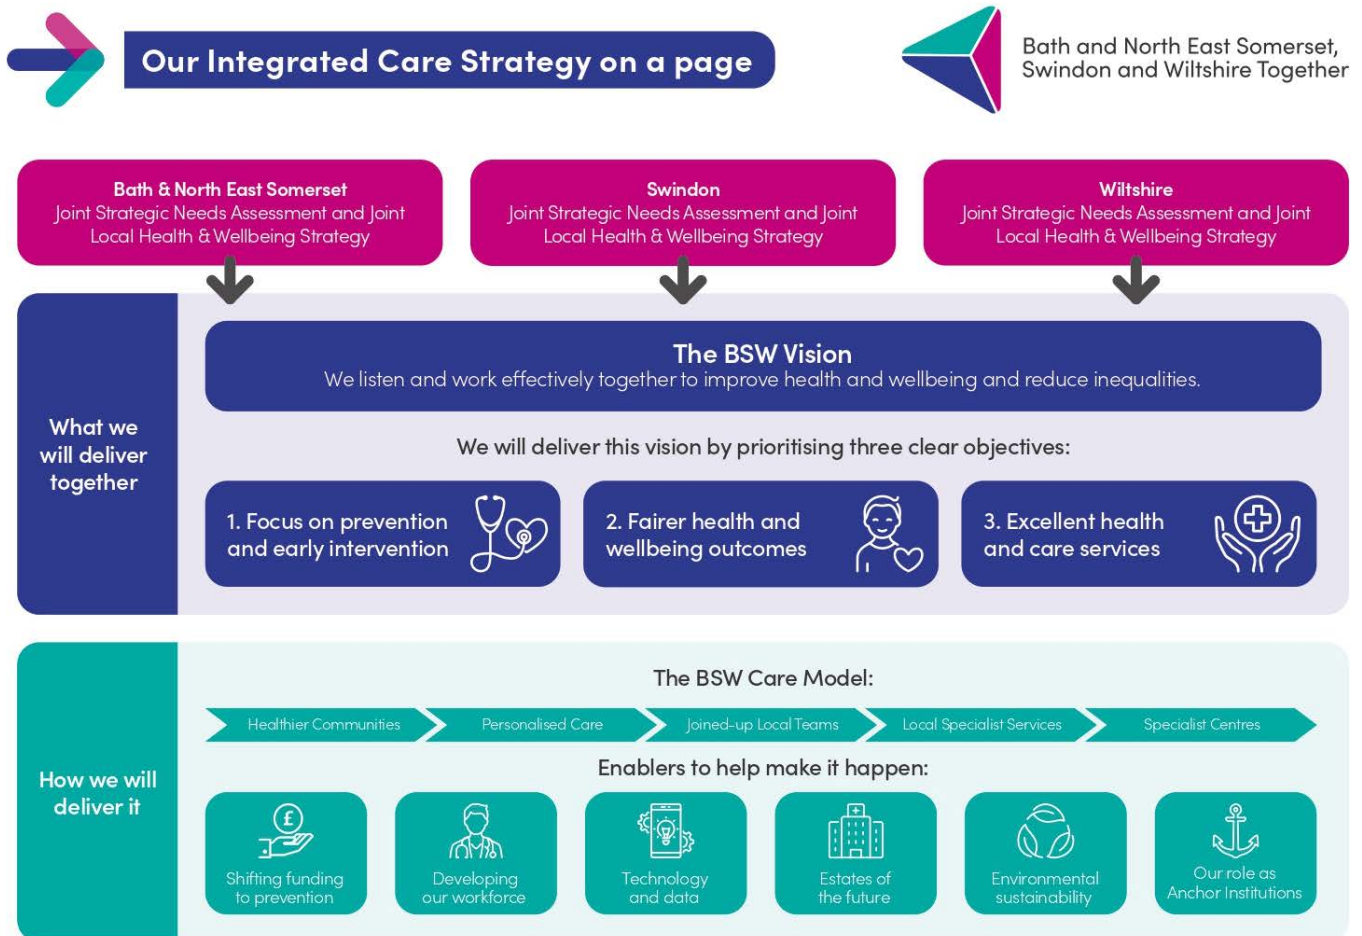 Our Integrated Care Strategy on a page
Bath and North East Somerset,
Swindon and Wiltshire Together
Bath & North East Somerset
Joint Strategic Needs Assessment and Joint
Local Health & Wellbeing Strategy
Swindon
Joint Strategic Needs Assessment and Joint
Local Health & Wellbeing Strategy
Wiltshire
Joint Strategic Needs Assessment and Joint
Local Health & Wellbeing Strategy
What we
will deliver
together
The BSW Vision
We listen and work effectively together to improve health and wellbeing and reduce inequalities.
We will deliver this vision by prioritising three clear objectives:
1. Focus on prevention
and early intervention
2. Fairer health and
wellbeing outcomes
3. Excellent health
and care services
How we will
deliver it
The BSW Care Model:
Healthier Communities
Personalised Care
Joined-up Local Teams
Local Specialist Services
Specialist Centres
Enablers to help make it happen:
£
Shifting funding
to prevention
Developing
our workforce
Technology
and data
Estates of
the future
Environmental
sustainability
Our role as
Anchor Institutions